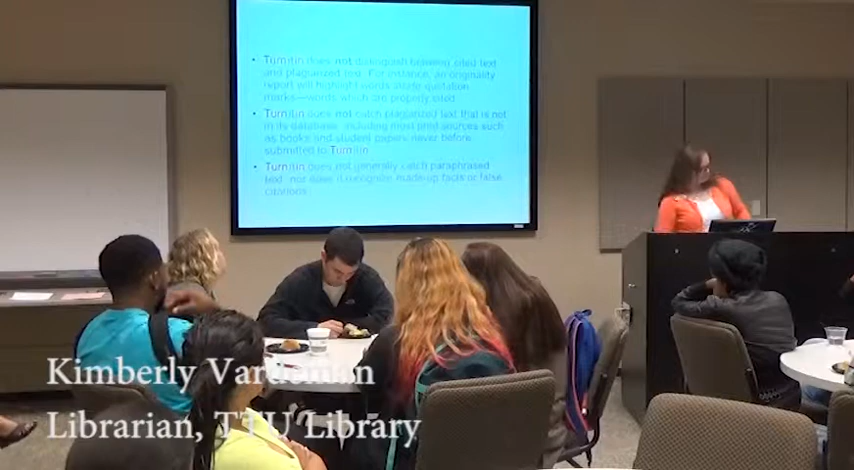 • Turnitin does not distinguish between cited text
and plagiarized text. For instance, an originality
report will highlight words inside quotation
marks—words which are properly cited.
• Turnitin does not catch plagiarized text that is not
in its database, including most print sources such
as books and student papers never before
submitted to Turnitin.
• Turnitin does not generally catch paraphrased
text, nor does it recognize made-up facts or false
citations.
Kimberly Vardeman
Librarian, TTU Library